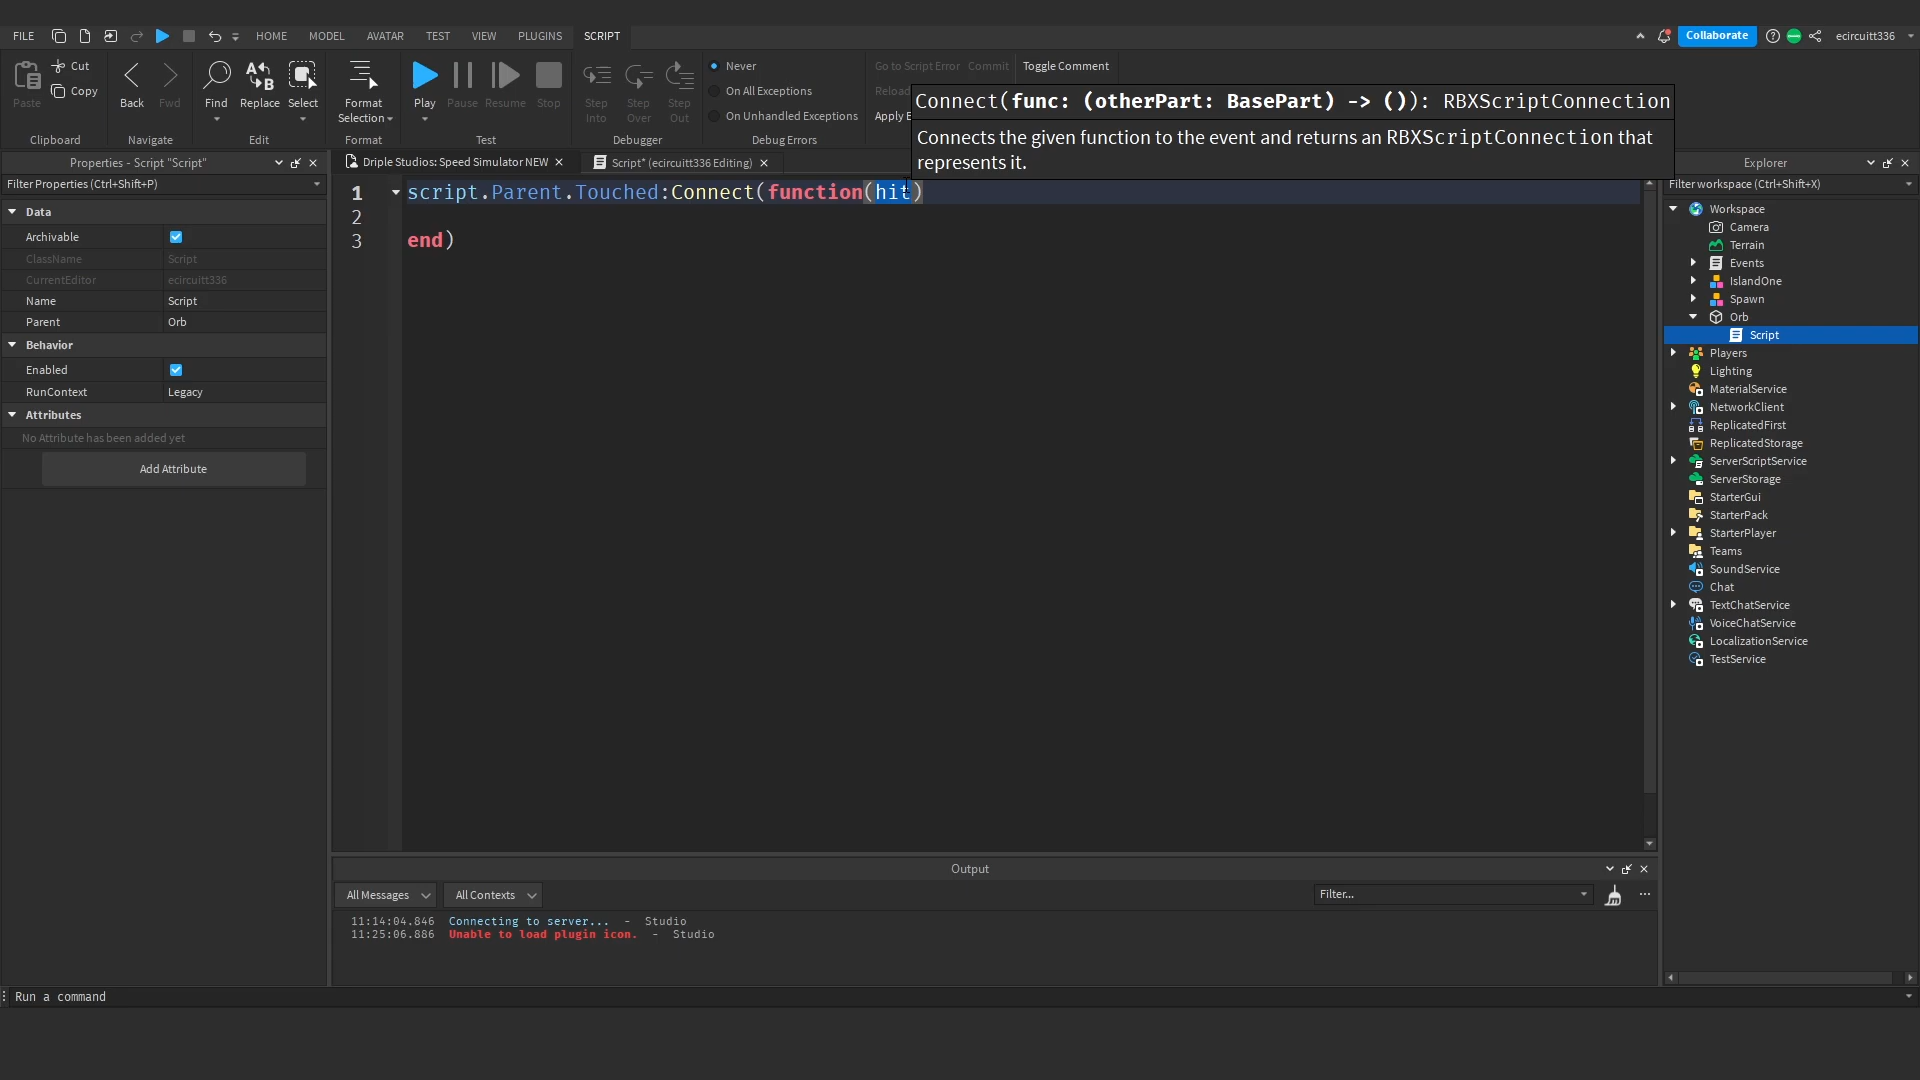 FILE HOME MODEL AVATAR TEST VIEW PLUGINS SCRIPT Collaborate ecircuitt336
Paste Cut Copy Clipboard
Back Fwd Navigate
Find Replace Select Edit
Format Selection Format
Play Pause Resume Stop Test
Step Into Step Over Step Out Debugger
Never
On All Exceptions
On Unhandled Exceptions
Debug Errors
Go to Script Error Commit Toggle Comment
Reload
Apply E
Connect(func: (otherPart: BasePart) -> ()): RBXScriptConnection
Connects the given function to the event and returns an RBXScriptConnection that
represents it.
Properties - Script "Script"
Filter Properties (Ctrl+Shift+P)
Data
Archivable
ClassName Script
CurrentEditor ecircuitt336
Name Script
Parent Orb
Behavior
Enabled
RunContext Legacy
Attributes
No Attribute has been added yet
Add Attribute
Driple Studios: Speed Simulator NEW Script* (ecircuitt336 Editing)
1 script.Parent.Touched:Connect(function(hit)
2
3 end)
Output
All Messages All Contexts Filter...
11:14:04.846 Connecting to server... - Studio
11:25:06.886 Unable to load plugin icon. - Studio
Run a command
Explorer
Filter workspace (Ctrl+Shift+X)
Workspace
Camera
Terrain
Events
IslandOne
Spawn
Orb
Script
Players
Lighting
MaterialService
NetworkClient
ReplicatedFirst
ReplicatedStorage
ServerScriptService
ServerStorage
StarterGui
StarterPack
StarterPlayer
Teams
SoundService
Chat
TextChatService
VoiceChatService
LocalizationService
TestService